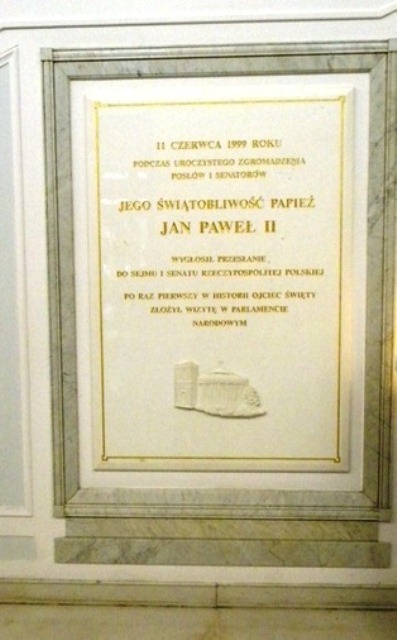 11 CZERWCA 1999 ROKU
PODCZAS UROCZYSTEGO ZGROMADZENIA
POSŁÓW I SENATORÓW
JEGO ŚWIĄTOBLIWOŚĆ PAPIEŻ
JAN PAWEŁ II
WYGŁOSIŁ PRZESŁANIE
DO SEJMU I SENATU RZECZYPOSPOLITEJ POLSKIEJ
PO RAZ PIERWSZY W HISTORII OJCIEC ŚWIĘTY
ZŁOŻYŁ WIZYTĘ W PARLAMENCIE
NARODOWYM